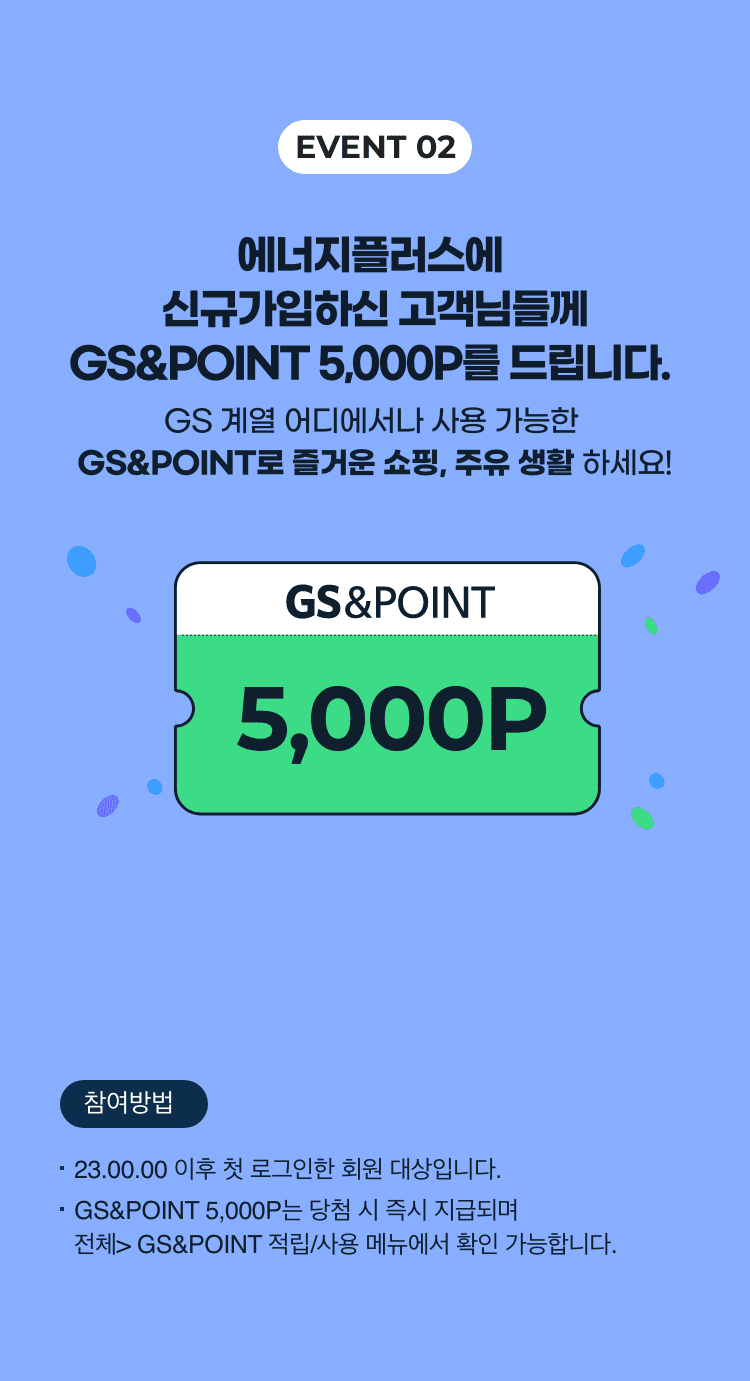 EVENT 02
에너지플러스에
신규가입하신 고객님들께
GS&POINT 5,000P를 드립니다.
GS 계열 어디에서나 사용 가능한
GS&POINT로 즐거운 쇼핑, 주유 생활 하세요!
GS&POINT
5,000P
참여방법
· 23.00.00 이후 첫 로그인한 회원 대상입니다.
· GS&POINT 5,000P는 당첨 시 즉시 지급되며
전체> GS&POINT 적립/사용 메뉴에서 확인 가능합니다.